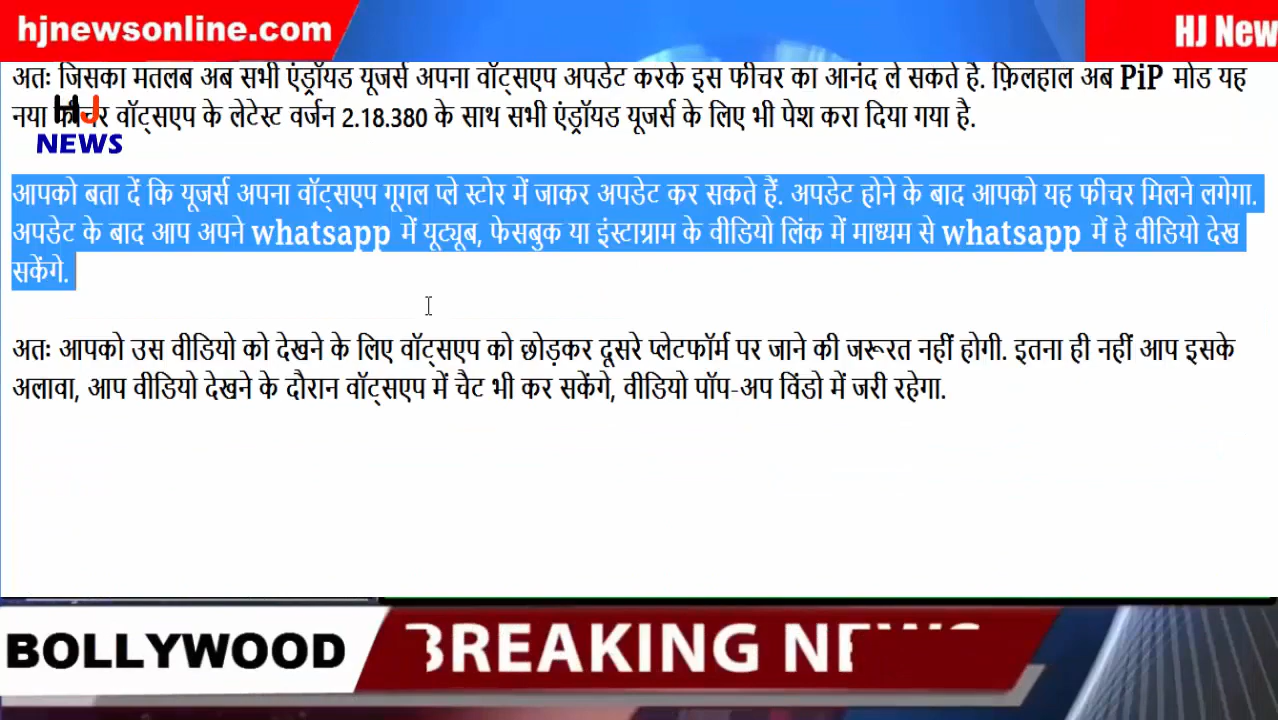 hjnewsonline.com
HJ New
अतः जिसका मतलब अब सभी एंड्रॉयड यूजर्स अपना वॉट्सएप अपडेट करके इस फीचर का आनंद ले सकते है. फ़िलहाल अब PiP मोड यह
नया वॉट्सएप के लेटेस्ट वर्जन 2.18.380 के साथ सभी एंड्रॉयड यूजर्स के लिए भी पेश करा दिया गया है.
HJ
NEWS
आपको बता दें कि यूजर्स अपना वॉट्सएप गूगल प्ले स्टोर में जाकर अपडेट कर सकते हैं. अपडेट होने के बाद आपको यह फीचर मिलने लगेगा.
अपडेट के बाद आप अपने whatsapp में यूट्यूब, फेसबुक या इंस्टाग्राम के वीडियो लिंक में माध्यम से whatsapp में हे वीडियो देख
सकेंगे.
अतः आपको उस वीडियो को देखने के लिए वॉट्सएप को छोड़कर दूसरे प्लेटफॉर्म पर जाने की जरूरत नहीं होगी. इतना ही नहीं आप इसके
अलावा, आप वीडियो देखने के दौरान वॉट्सएप में चैट भी कर सकेंगे, वीडियो पॉप-अप विंडो में जरी रहेगा.
BOLLYWOOD
BREAKING